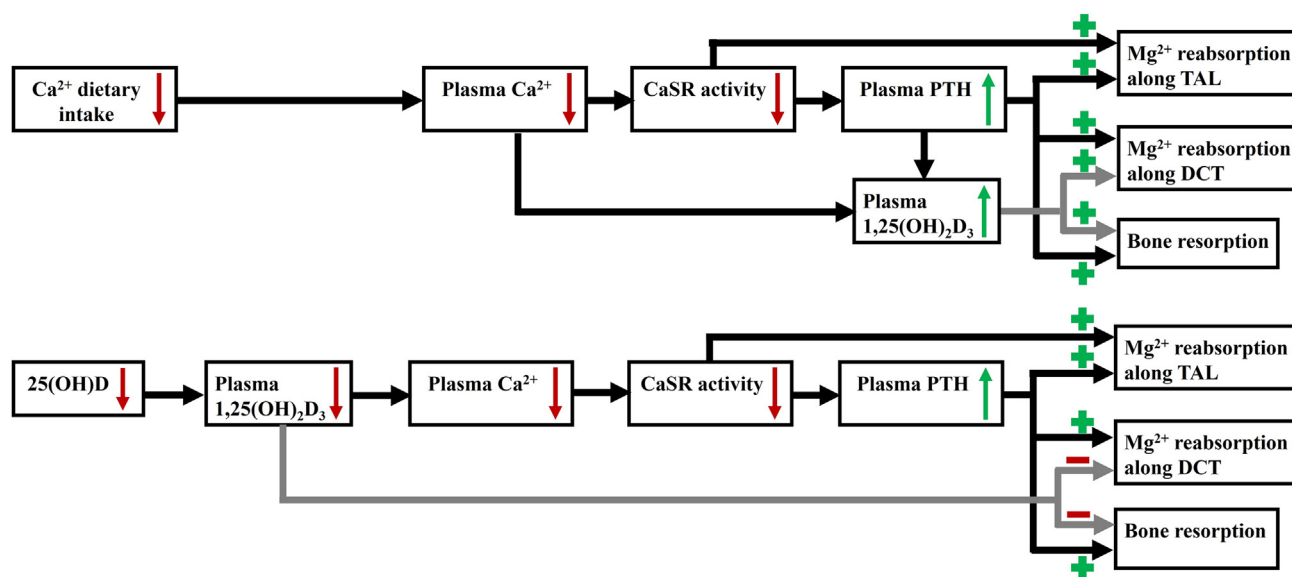 Ca²⁺ dietary
intake
Plasma Ca²⁺
CaSR activity
Plasma PTH
Plasma
1,25(OH)₂D₃
Mg²⁺ reabsorption
along TAL
Mg²⁺ reabsorption
along DCT
Bone resorption
25(OH)D
Plasma
1,25(OH)₂D₃
Plasma Ca²⁺
CaSR activity
Plasma PTH
Mg²⁺ reabsorption
along TAL
Mg²⁺ reabsorption
along DCT
Bone resorption